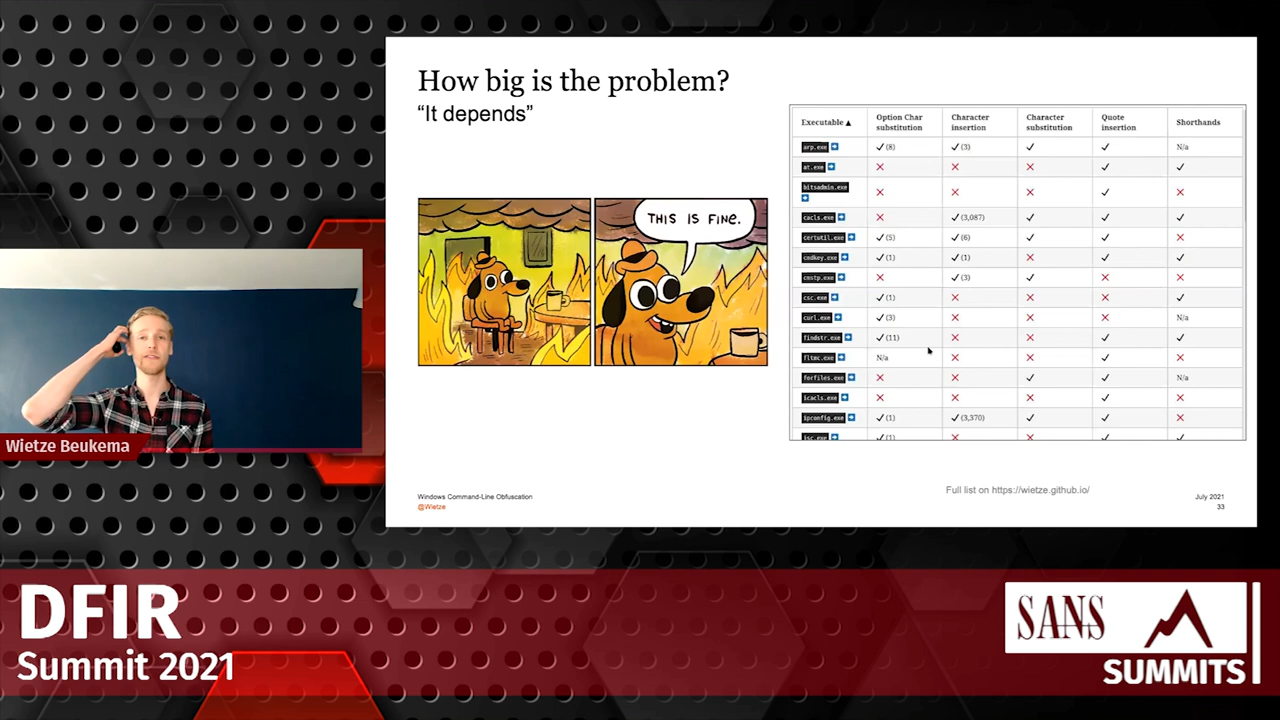 How big is the problem?
“It depends”
THIS IS FINE.
Executable ▲ Option Char substitution Character insertion Character substitution Quote insertion Shorthands
arp.exe ✓ (8) ✓ (3) ✓ ✓ N/a
at.exe ✗ ✗ ✗ ✓ ✓
bitsadmin.exe ✗ ✗ ✗ ✓ ✗
cacls.exe ✗ ✓ (3,087) ✓ ✓ ✓
certutil.exe ✓ (5) ✓ (6) ✓ ✓ ✗
cmdkey.exe ✓ (1) ✓ (1) ✗ ✓ ✓
cmstp.exe ✗ ✓ (3) ✓ ✗ ✗
csc.exe ✓ (1) ✗ ✗ ✗ ✓
curl.exe ✓ (3) ✗ ✗ ✗ N/a
findstr.exe ✓ (11) ✗ ✗ ✓ ✓
fltmc.exe N/a ✗ ✗ ✓ ✗
forfiles.exe ✗ ✗ ✓ ✓ N/a
icacls.exe ✗ ✗ ✗ ✓ ✗
ipconfig.exe ✓ (1) ✓ (3,370) ✓ ✓ ✗
Wietze Beukema
Full list on https://wietze.github.io/
Windows Command-Line Obfuscation
@Wietze
July 2021
33
DFIR
Summit 2021
SANS
SUMMITS